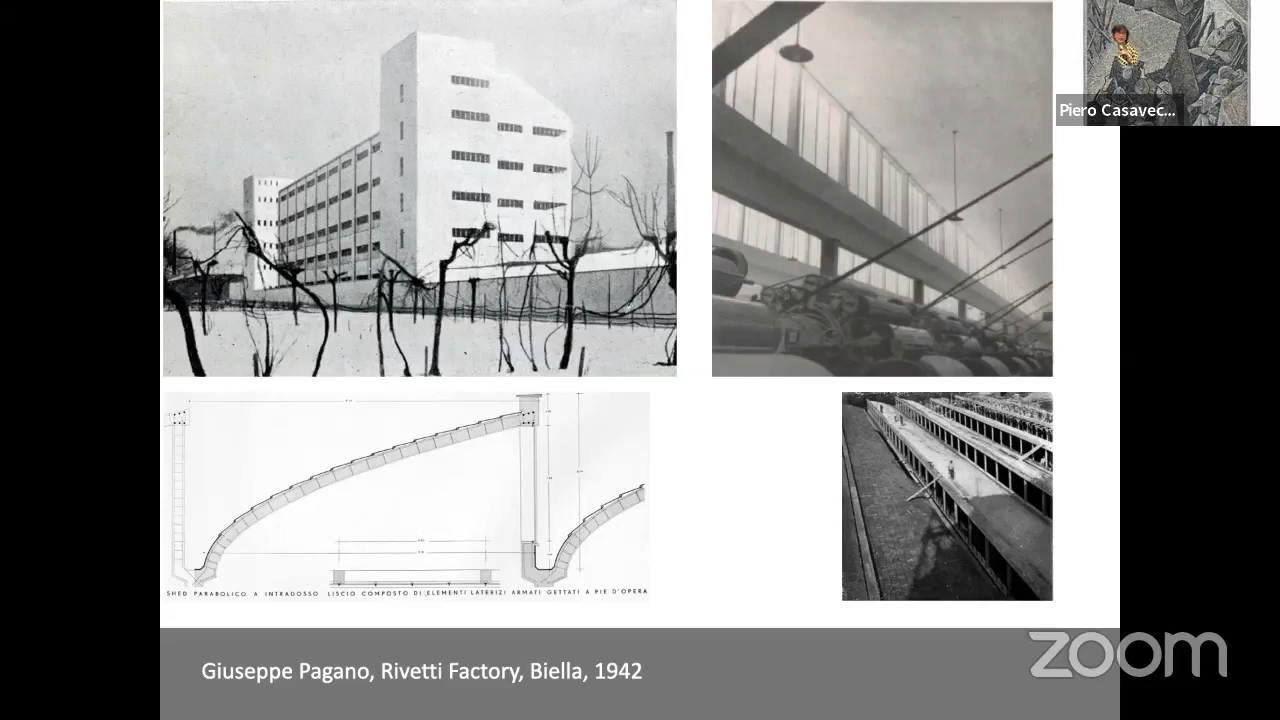 Piero Casavec...
SHED PARABOLICO A INTRADOSSO LISCIO COMPOSTO DI ELEMENTI LATERIZI ARMATI GETTATI A PIE D'OPERA
Giuseppe Pagano, Rivetti Factory, Biella, 1942
zoom